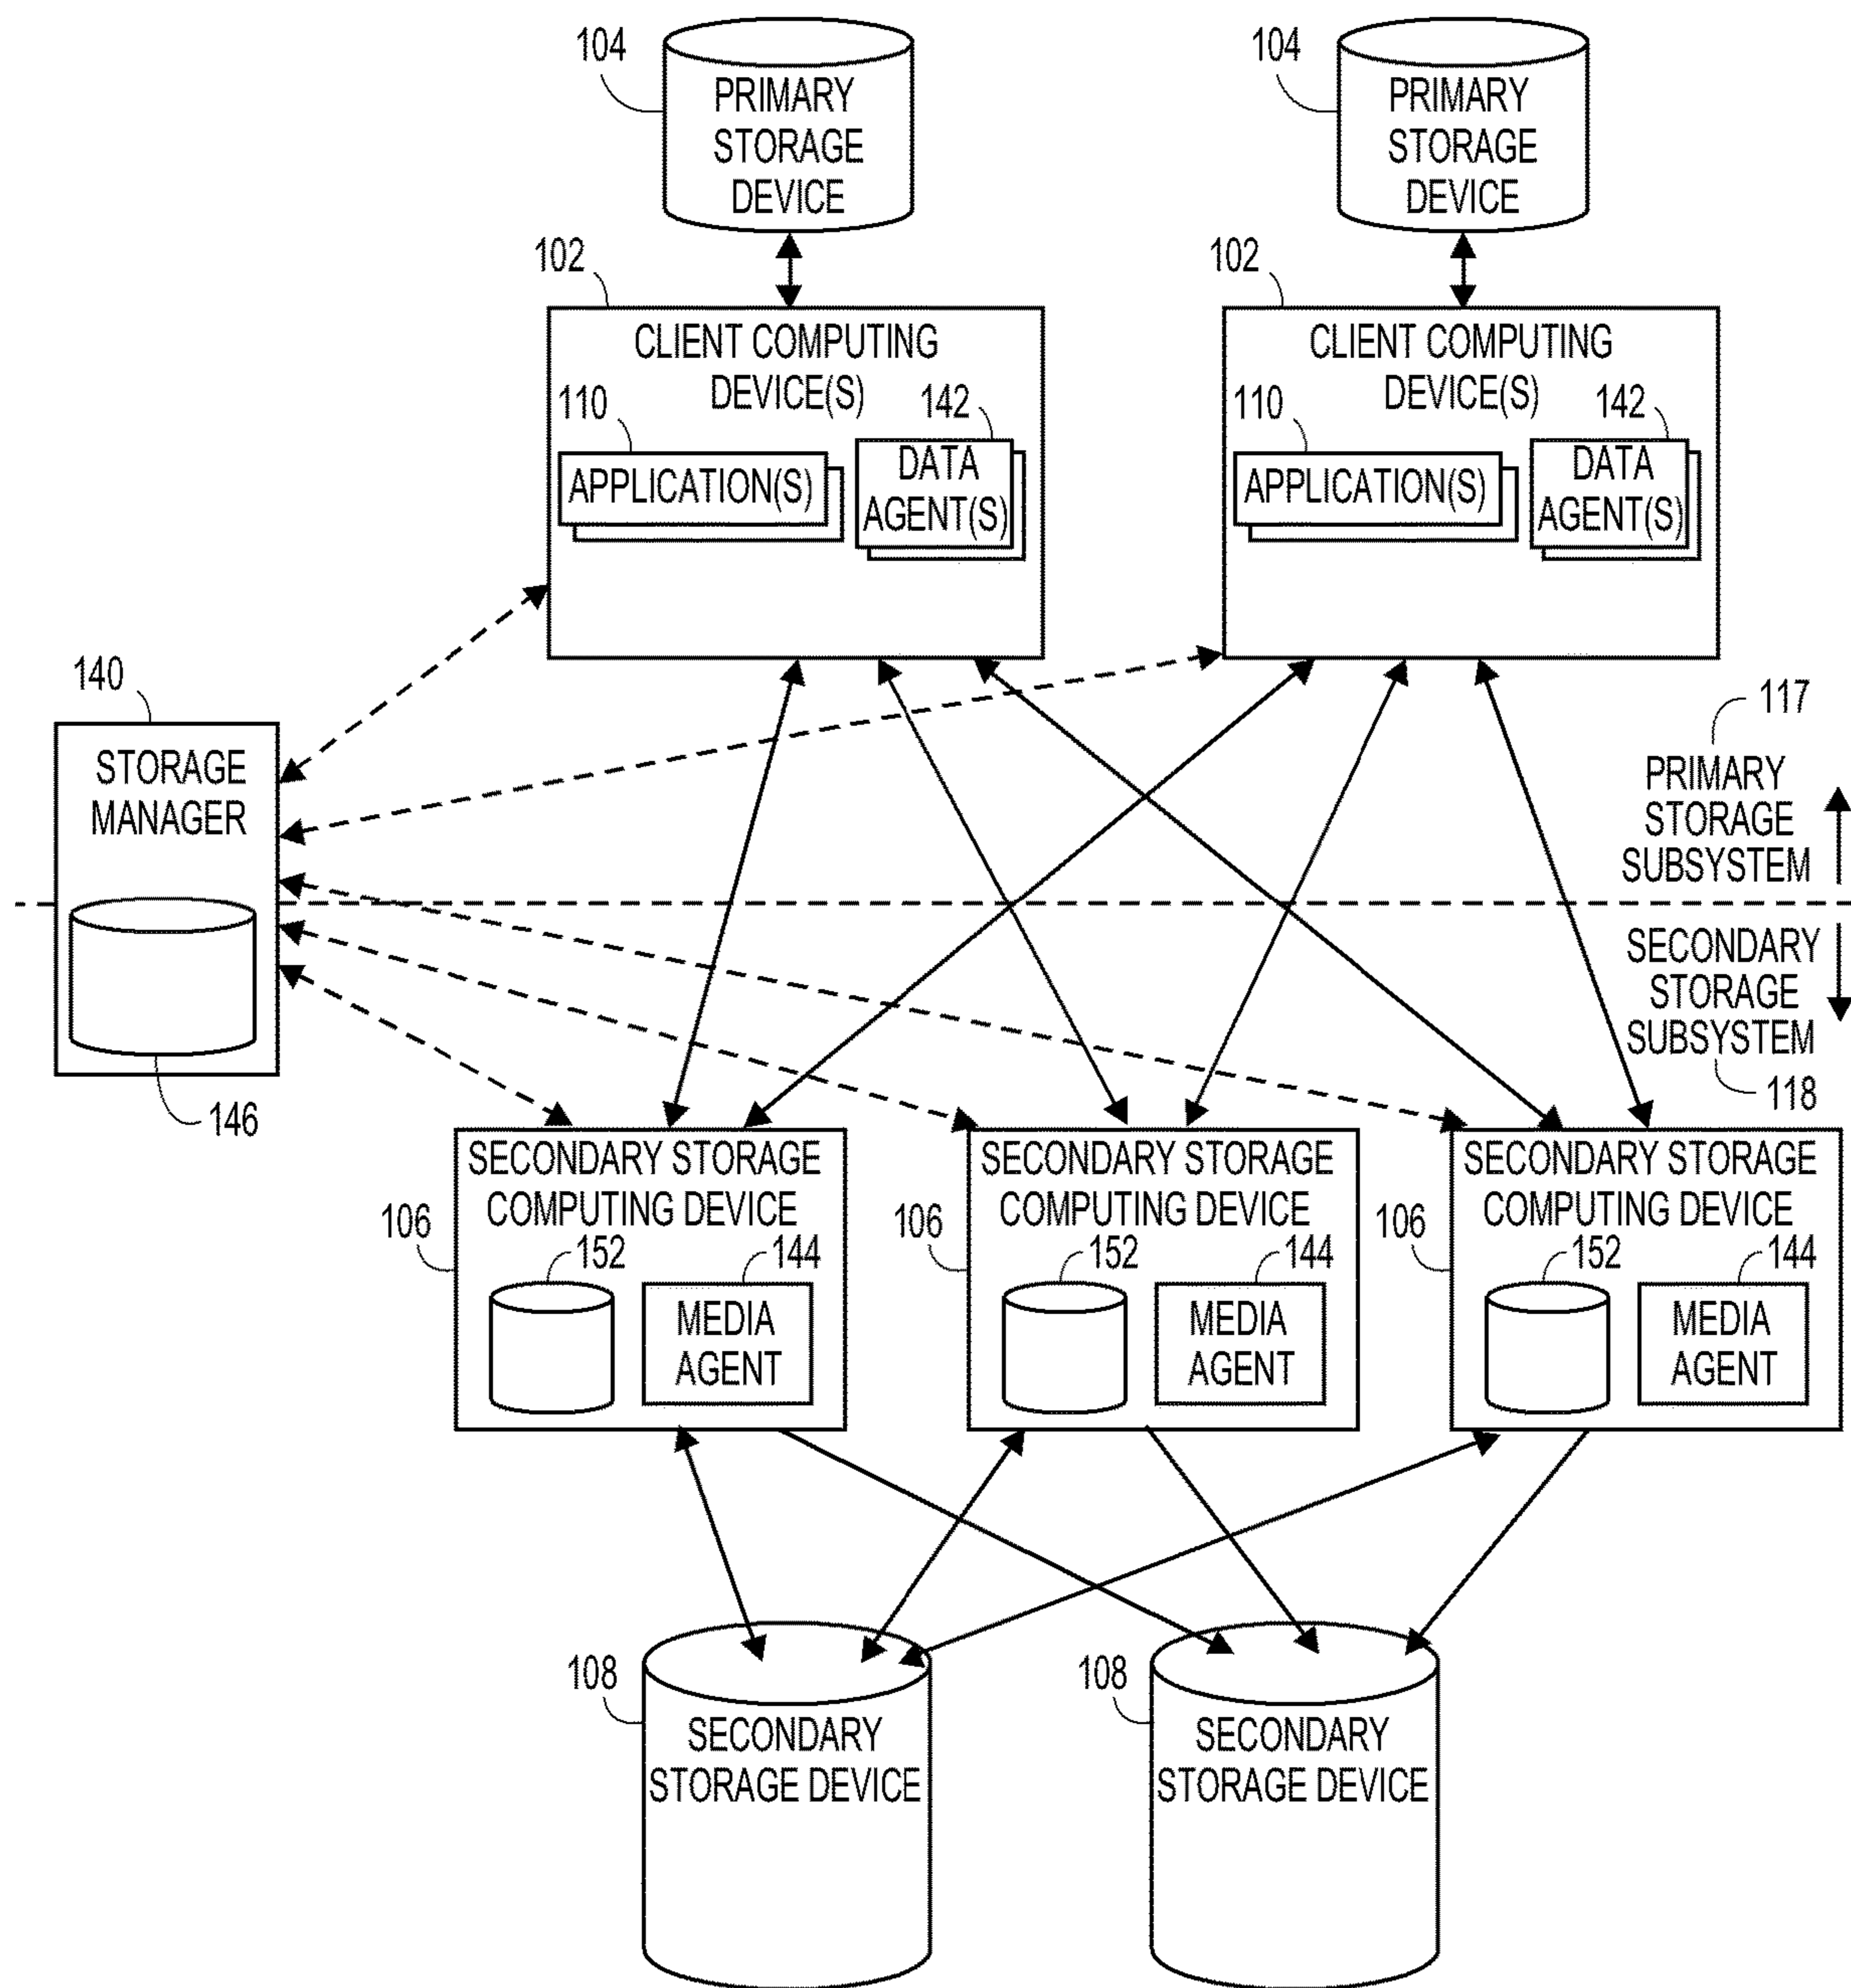 104
PRIMARY
STORAGE
DEVICE
104
PRIMARY
STORAGE
DEVICE
102
CLIENT COMPUTING
DEVICE(S)
110
APPLICATION(S)
142
DATA
AGENT(S)
102
CLIENT COMPUTING
DEVICE(S)
110
APPLICATION(S)
142
DATA
AGENT(S)
140
STORAGE
MANAGER
146
117
PRIMARY
STORAGE
SUBSYSTEM
SECONDARY
STORAGE
SUBSYSTEM
118
SECONDARY STORAGE
COMPUTING DEVICE
106
152
144
MEDIA
AGENT
SECONDARY STORAGE
COMPUTING DEVICE
106
152
144
MEDIA
AGENT
SECONDARY STORAGE
COMPUTING DEVICE
106
152
144
MEDIA
AGENT
108
SECONDARY
STORAGE DEVICE
108
SECONDARY
STORAGE DEVICE